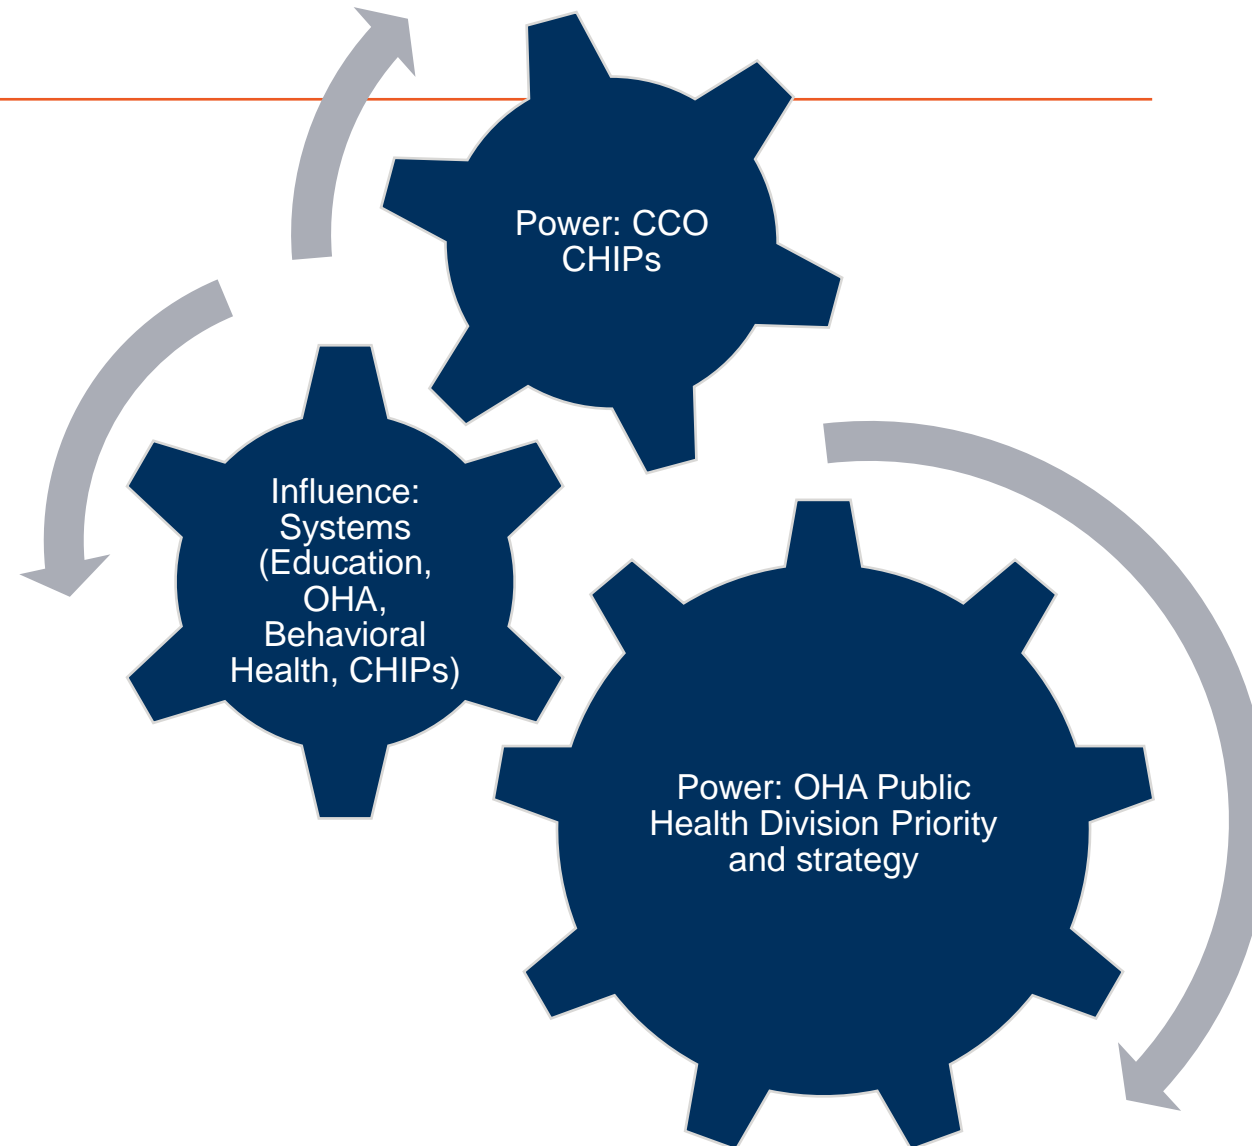 Power: CCO
CHIPs
Influence:
Systems
(Education,
OHA,
Behavioral
Health, CHIPs)
Power: OHA Public
Health Division Priority
and strategy